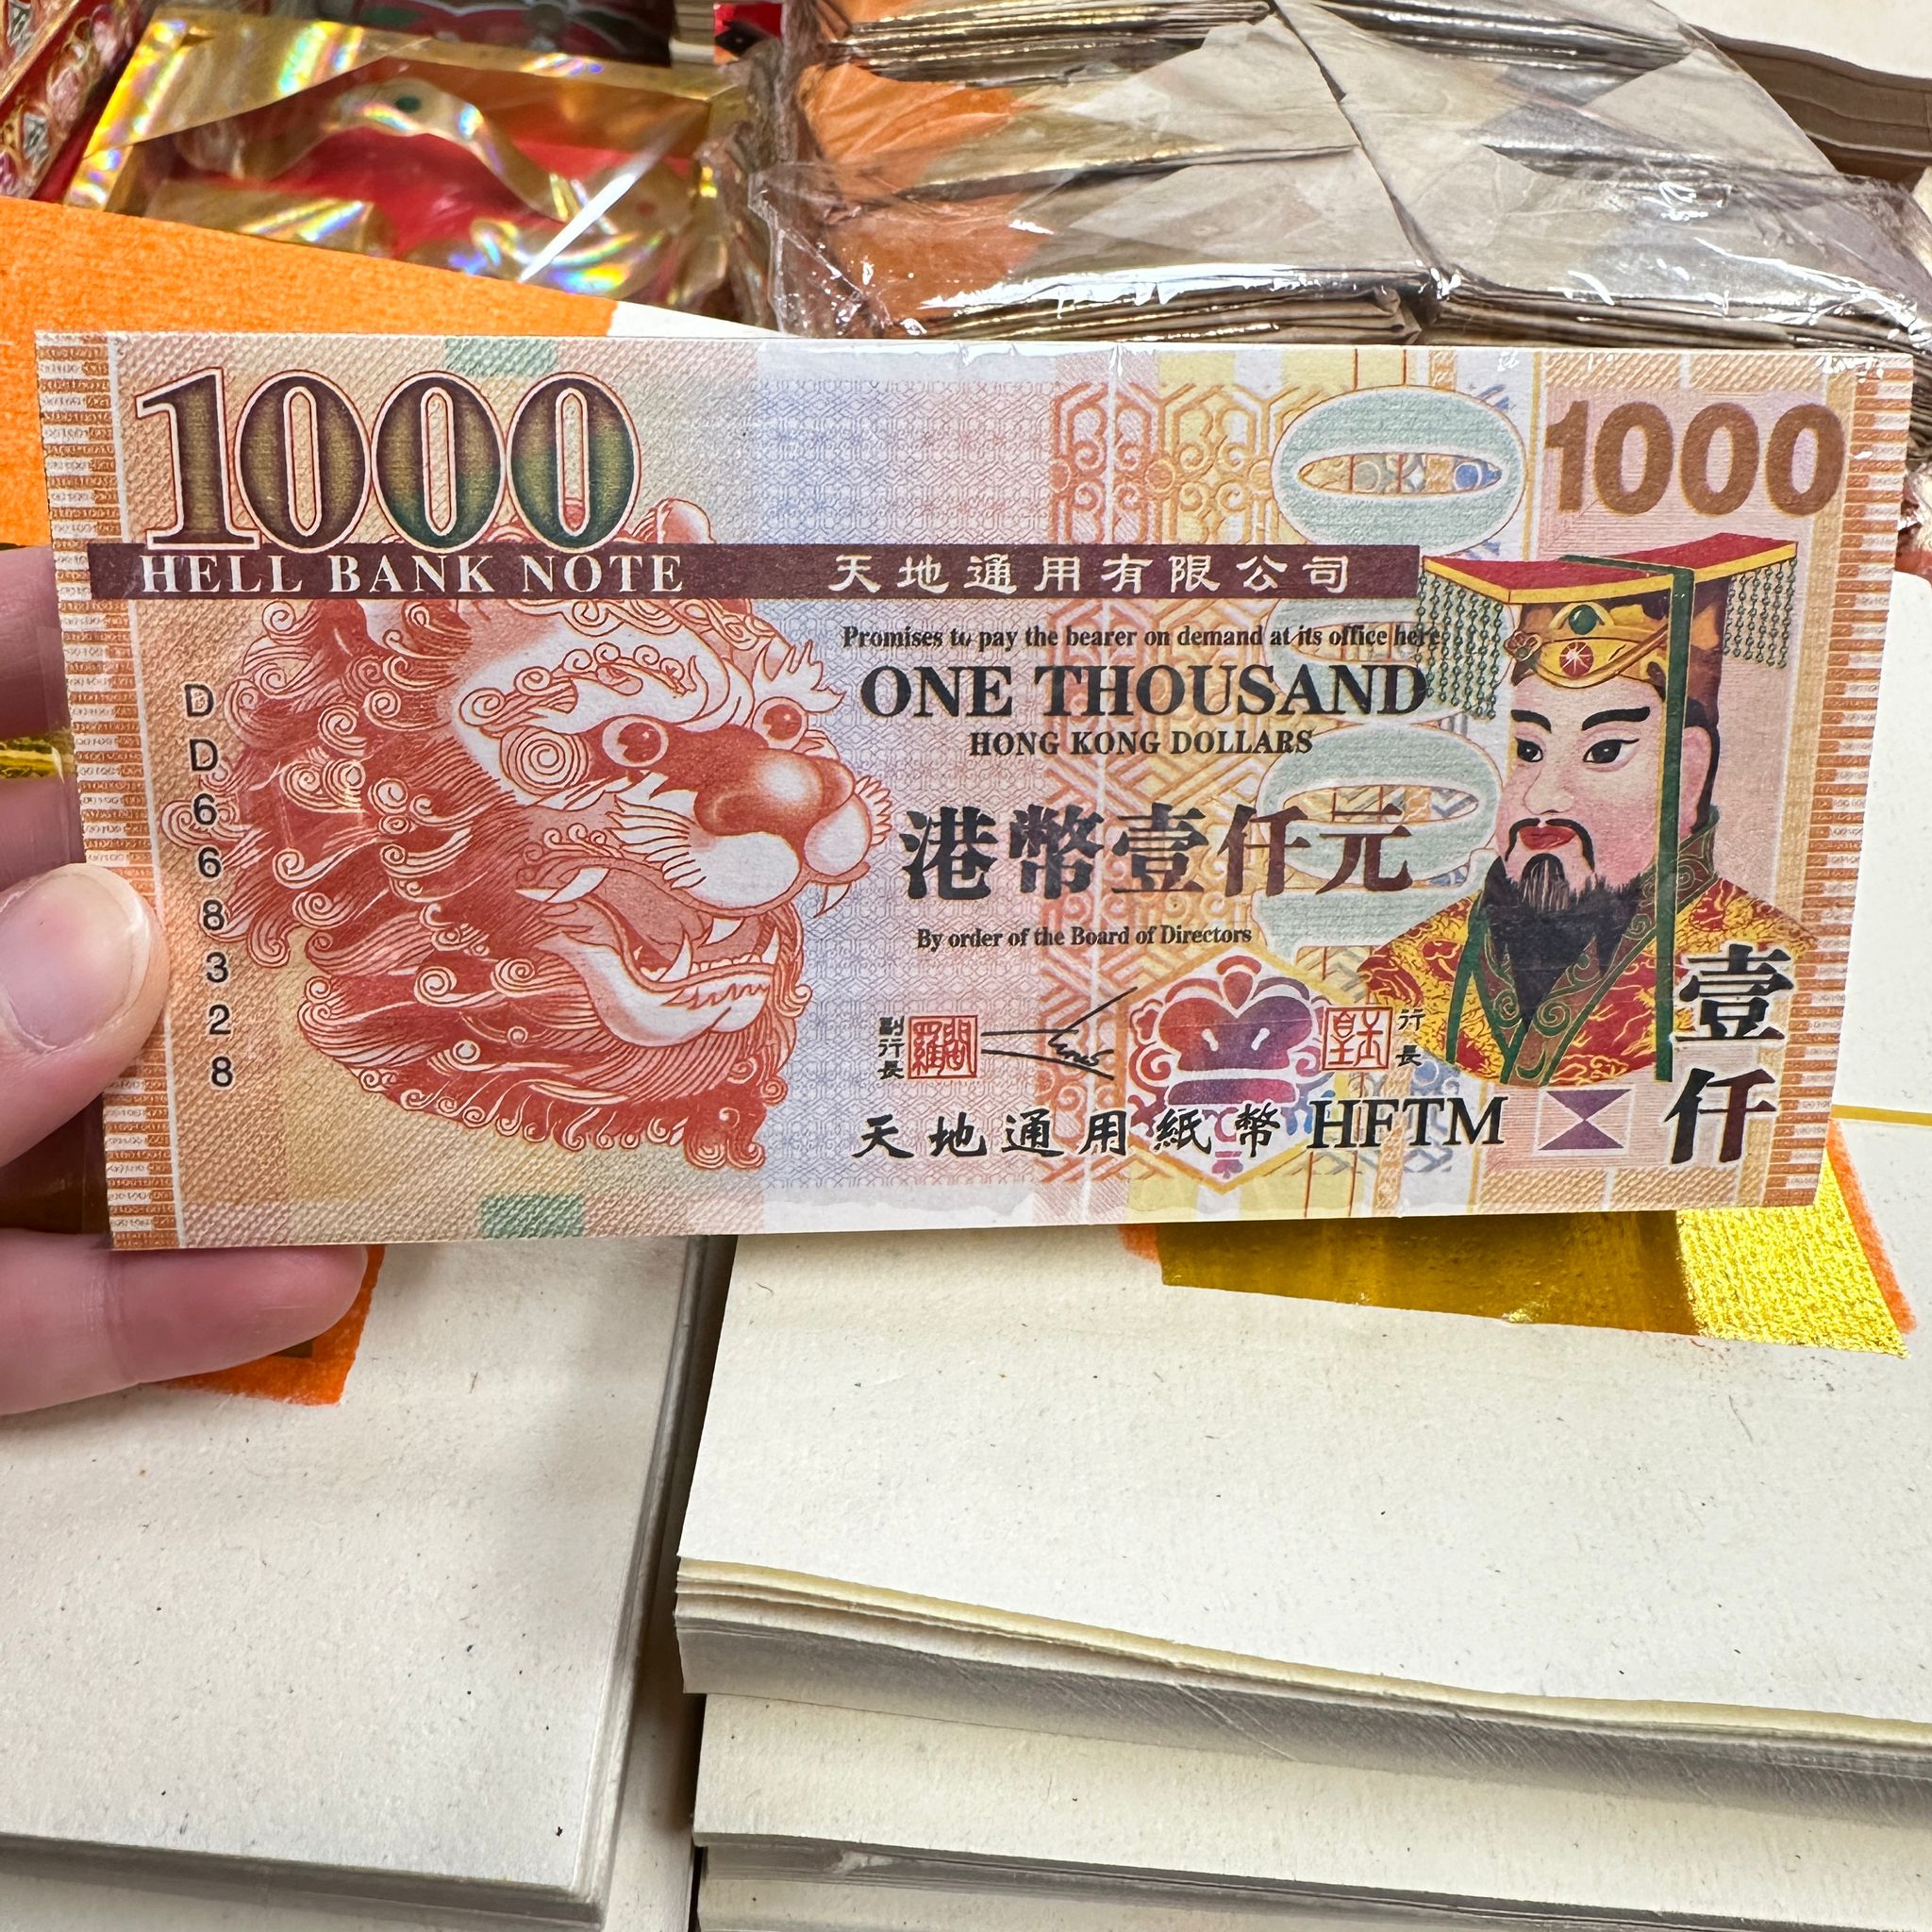 1000
1000
HELL BANK NOTE
天地通用有限公司
Promises to pay the bearer on demand at its office here
ONE THOUSAND
HONG KONG DOLLARS
港幣壹仟元
By order of the Board of Directors
DD668328
副行長
行長
天地通用紙幣 HFTM
壹仟